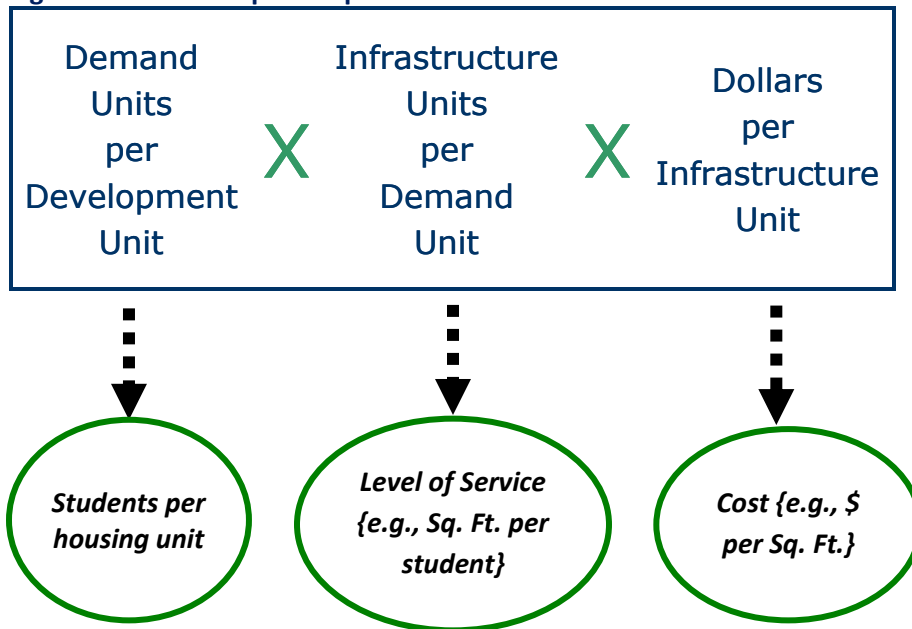 Demand
Units
per
Development
Unit
X
Infrastructure
Units
per
Demand
Unit
X
Dollars
per
Infrastructure
Unit
Students per
housing unit
Level of Service
{e.g., Sq. Ft. per
student}
Cost {e.g., $
per Sq. Ft.}